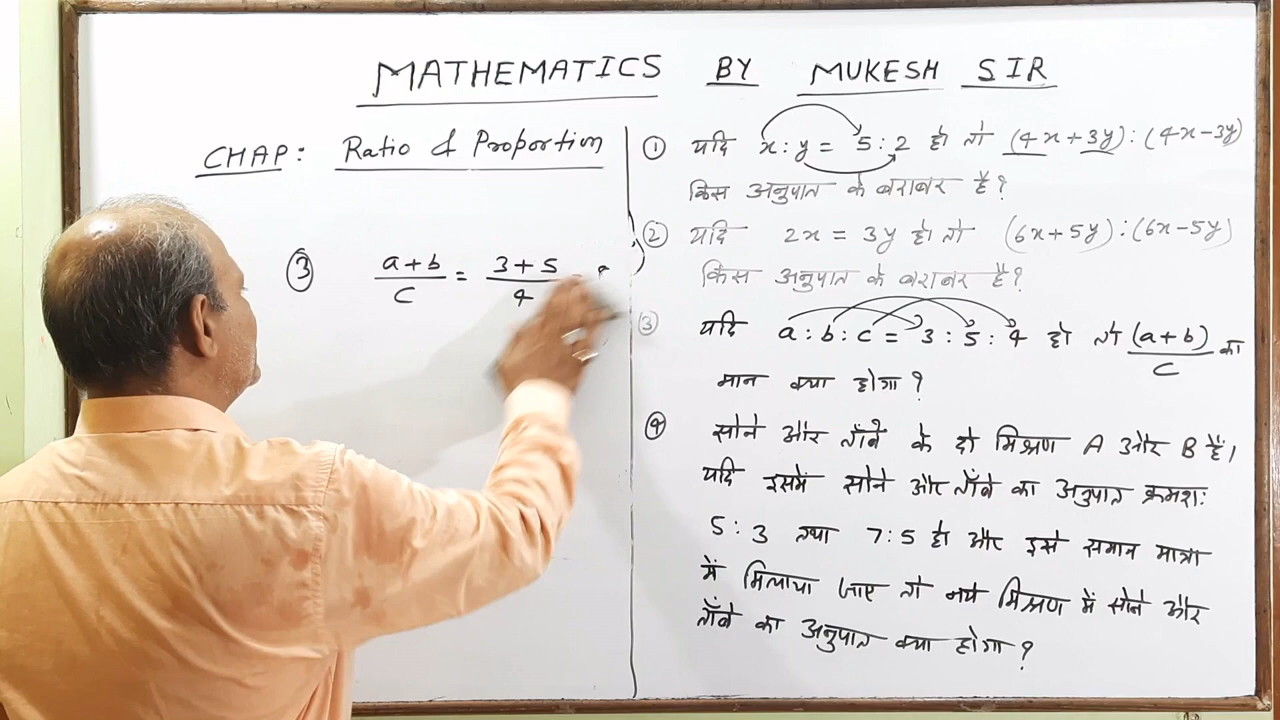 MATHEMATICS BY MUKESH SIR
CHAP: Ratio & Proportion
③ a+b/c = 3+5/4
① यदि x:y = 5:2 हो तो (4x+3y):(4x-3y)
किस अनुपात के बराबर है?
② यदि 2x = 3y हो तो (6x+5y):(6x-5y)
किस अनुपात के बराबर है?
③ यदि a:b:c = 3:5:4 हो तो (a+b)/c का
मान क्या होगा?
④ सोने और ताँबे के दो मिश्रण A और B हैं।
यदि इसमें सोने और ताँबे का अनुपात क्रमशः
5:3 तथा 7:5 हो और इसे समान मात्रा
में मिलाया जाए तो नये मिश्रण में सोने और
ताँबे का अनुपात क्या होगा?